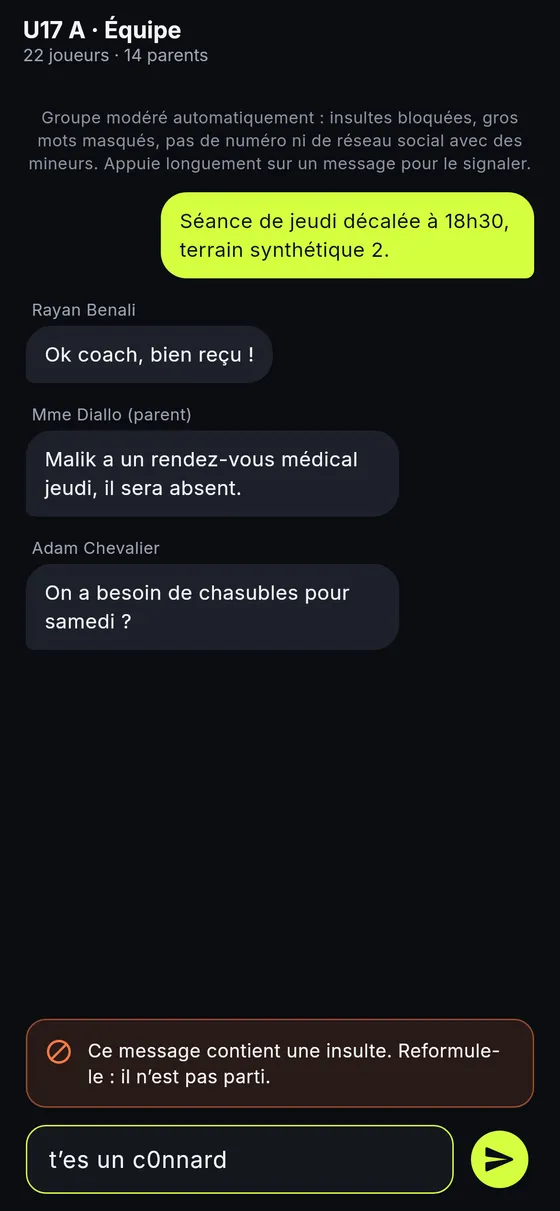 U17 A · Équipe
22 joueurs · 14 parents
Groupe modéré automatiquement : insultes bloquées, gros
mots masqués, pas de numéro ni de réseau social avec des
mineurs. Appuie longuement sur un message pour le signaler.
Séance de jeudi décalée à 18h30,
terrain synthétique 2.
Rayan Benali
Ok coach, bien reçu !
Mme Diallo (parent)
Malik a un rendez-vous médical
jeudi, il sera absent.
Adam Chevalier
On a besoin de chasubles pour
samedi ?
Ce message contient une insulte. Reformule-
le : il n’est pas parti.
t’es un c0nnard